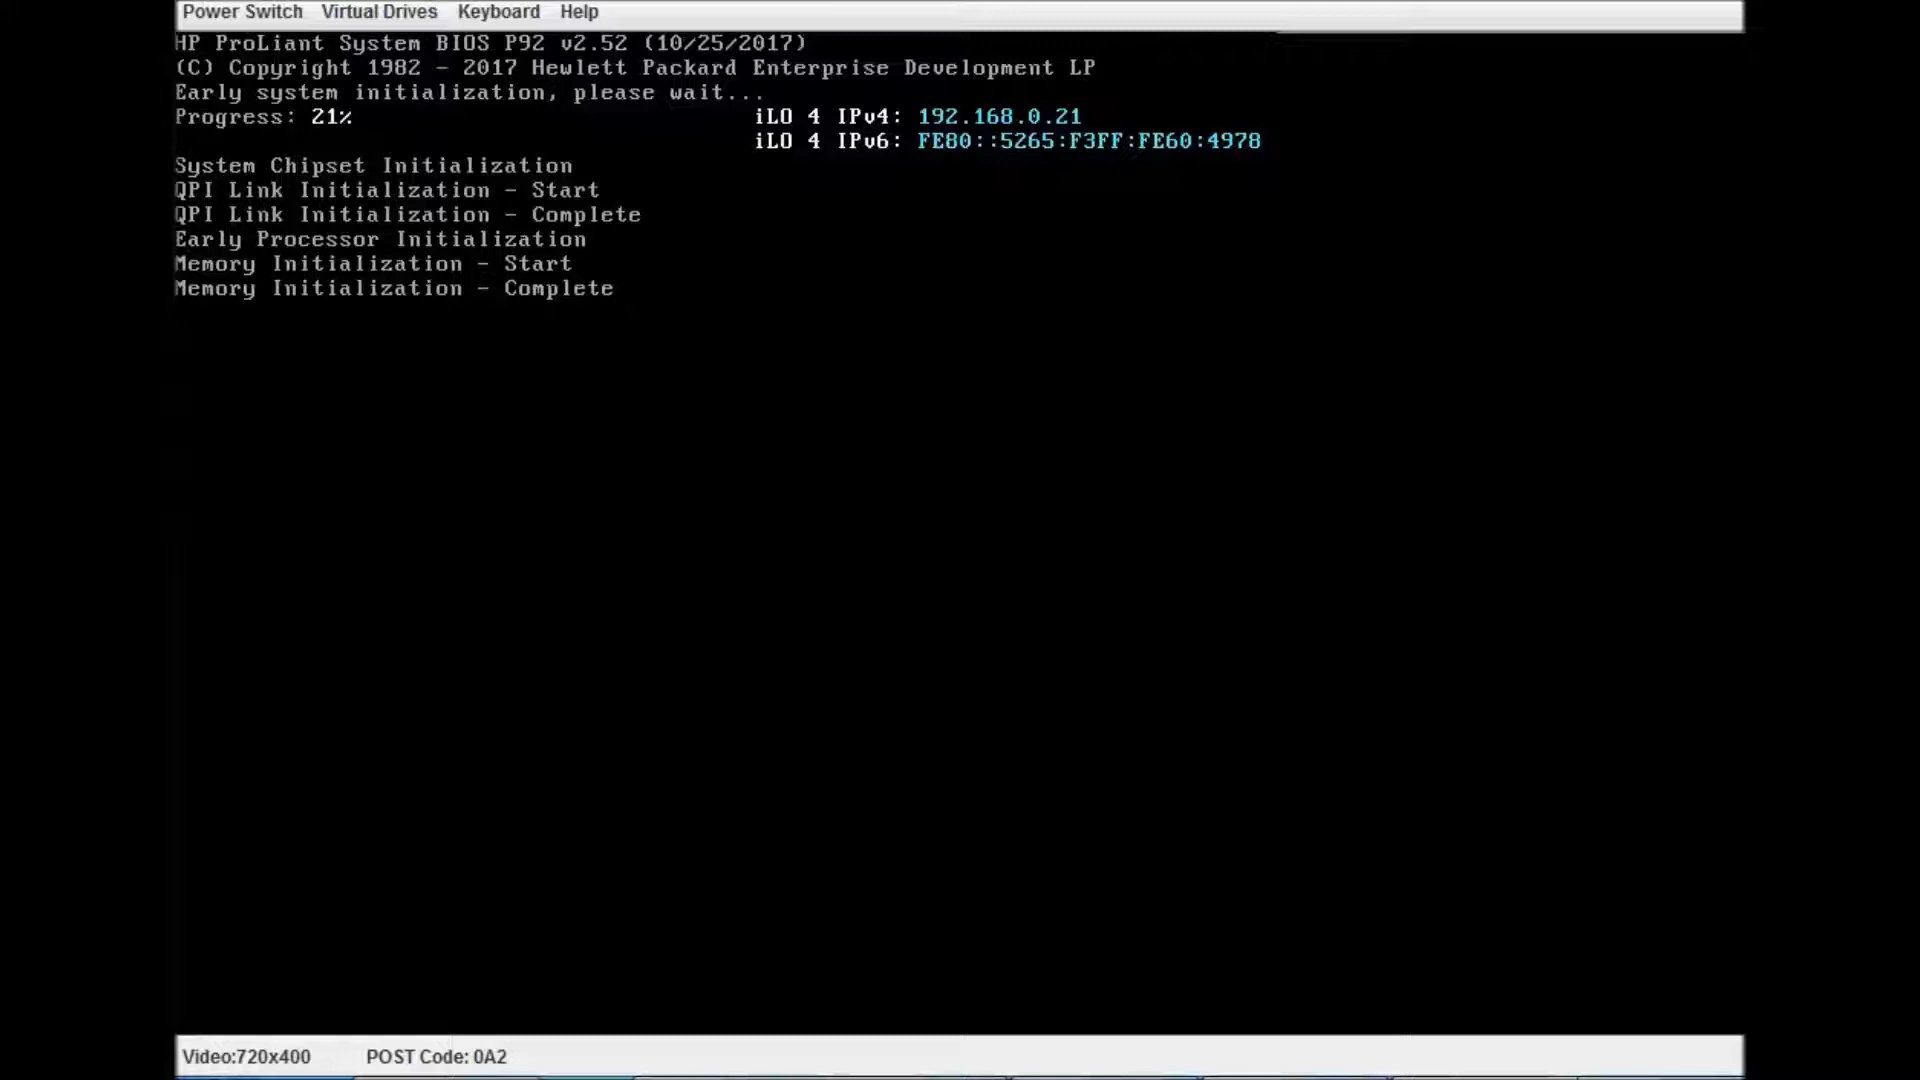 Power Switch Virtual Drives Keyboard Help
HP ProLiant System BIOS P92 v2.52 (10/25/2017)
(C) Copyright 1982 - 2017 Hewlett Packard Enterprise Development LP
Early system initialization, please wait...
Progress: 21% iLO 4 IPv4: 192.168.0.21
iLO 4 IPv6: FE80::5265:F3FF:FE60:4978
System Chipset Initialization
QPI Link Initialization - Start
QPI Link Initialization - Complete
Early Processor Initialization
Memory Initialization - Start
Memory Initialization - Complete
Video:720x400 POST Code: 0A2